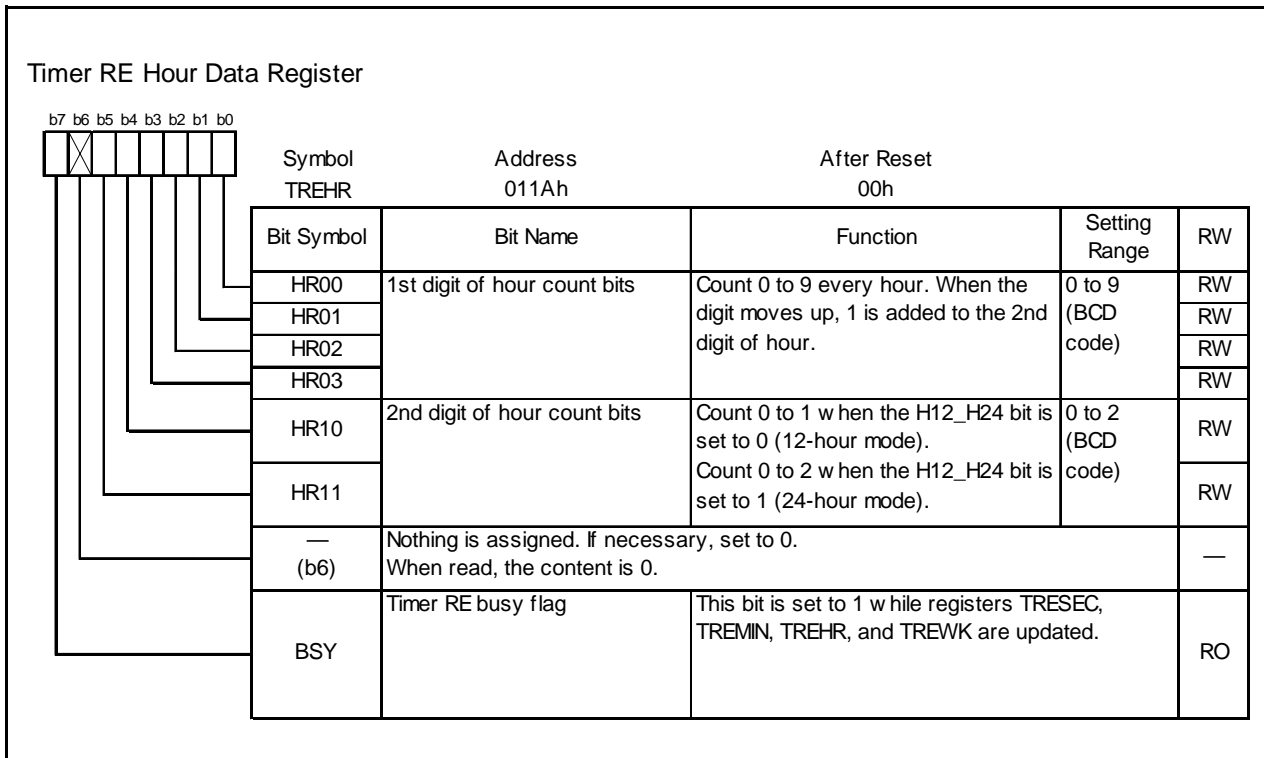 Timer RE Hour Data Register
b7 b6 b5 b4 b3 b2 b1 b0
Symbol Address After Reset
TREHR 011Ah 00h
Bit Symbol Bit Name Function Setting Range RW
HR00 1st digit of hour count bits Count 0 to 9 every hour. When the 0 to 9 RW
HR01 digit moves up, 1 is added to the 2nd (BCD RW
HR02 digit of hour. code) RW
HR03 RW
HR10 2nd digit of hour count bits Count 0 to 1 w hen the H12_H24 bit is 0 to 2 RW
set to 0 (12-hour mode). (BCD
HR11 Count 0 to 2 w hen the H12_H24 bit is code) RW
set to 1 (24-hour mode).
— Nothing is assigned. If necessary, set to 0. —
(b6) When read, the content is 0.
Timer RE busy flag This bit is set to 1 w hile registers TRESEC,
TREMIN, TREHR, and TREWK are updated.
BSY RO